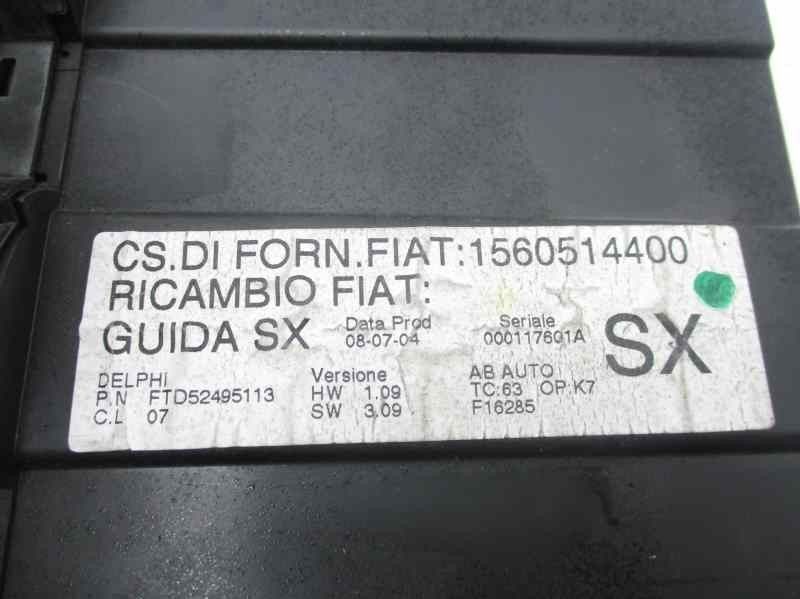 CS.DI FORN.FIAT:1560514400
RICAMBIO FIAT:
GUIDA SX
Data Prod
08-07-04
Seriale
000117601A
SX
DELPHI
P.N FTD52495113
C.L 07
Versione
HW 1.09
SW 3.09
AB AUTO
TC:63 OP:K7
F16285